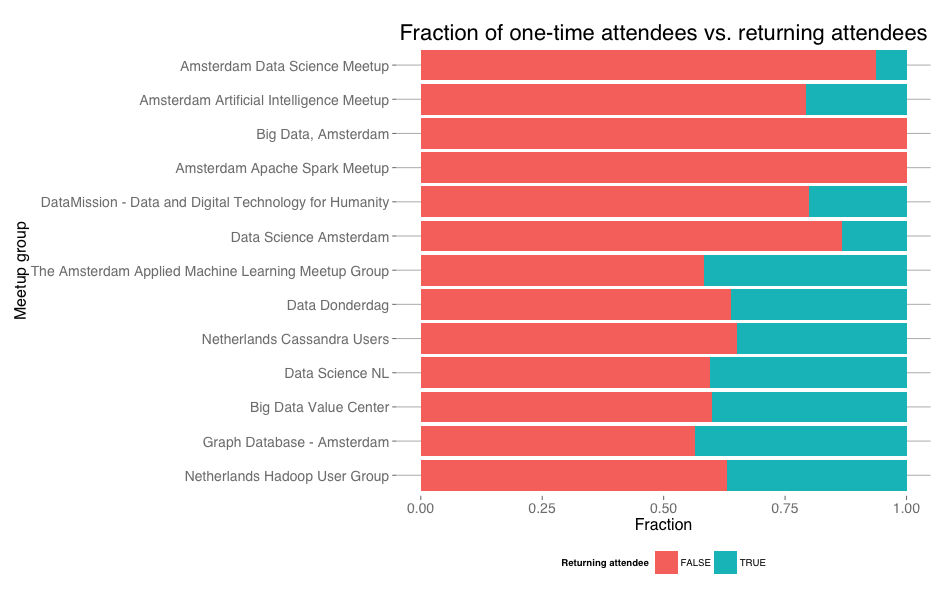 Fraction of one-time attendees vs. returning attendees
Meetup group
Amsterdam Data Science Meetup
Amsterdam Artificial Intelligence Meetup
Big Data, Amsterdam
Amsterdam Apache Spark Meetup
DataMission - Data and Digital Technology for Humanity
Data Science Amsterdam
The Amsterdam Applied Machine Learning Meetup Group
Data Donderdag
Netherlands Cassandra Users
Data Science NL
Big Data Value Center
Graph Database - Amsterdam
Netherlands Hadoop User Group
0.00 0.25 0.50 0.75 1.00
Fraction
Returning attendee FALSE TRUE